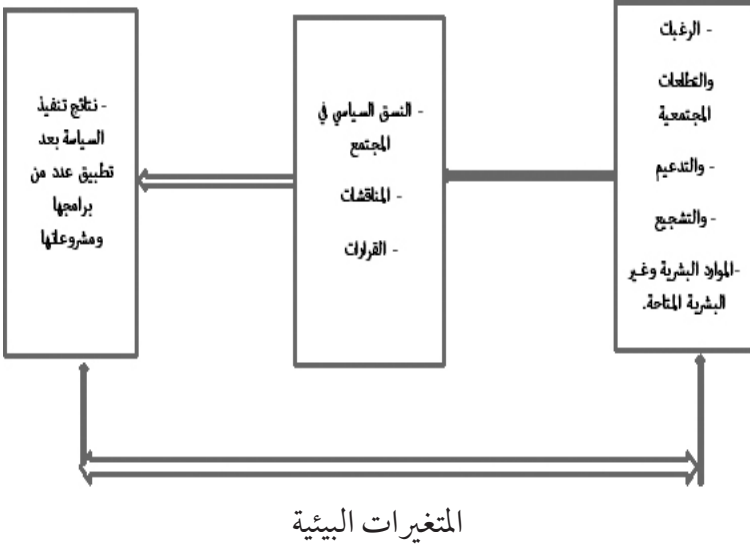 - الرغبات
والتطلعات
المجتمعية
- والتدعيم
- والتشجيع
-الموارد البشرية وغير
البشرية المتاحة.
- النسق السياسي في
المجتمع
- المناقشات
- القرارات
- نتائج تنفيذ
السياسة بعد
تطبيق عدد من
برامجها
ومشروعاتها
المتغيرات البيئية